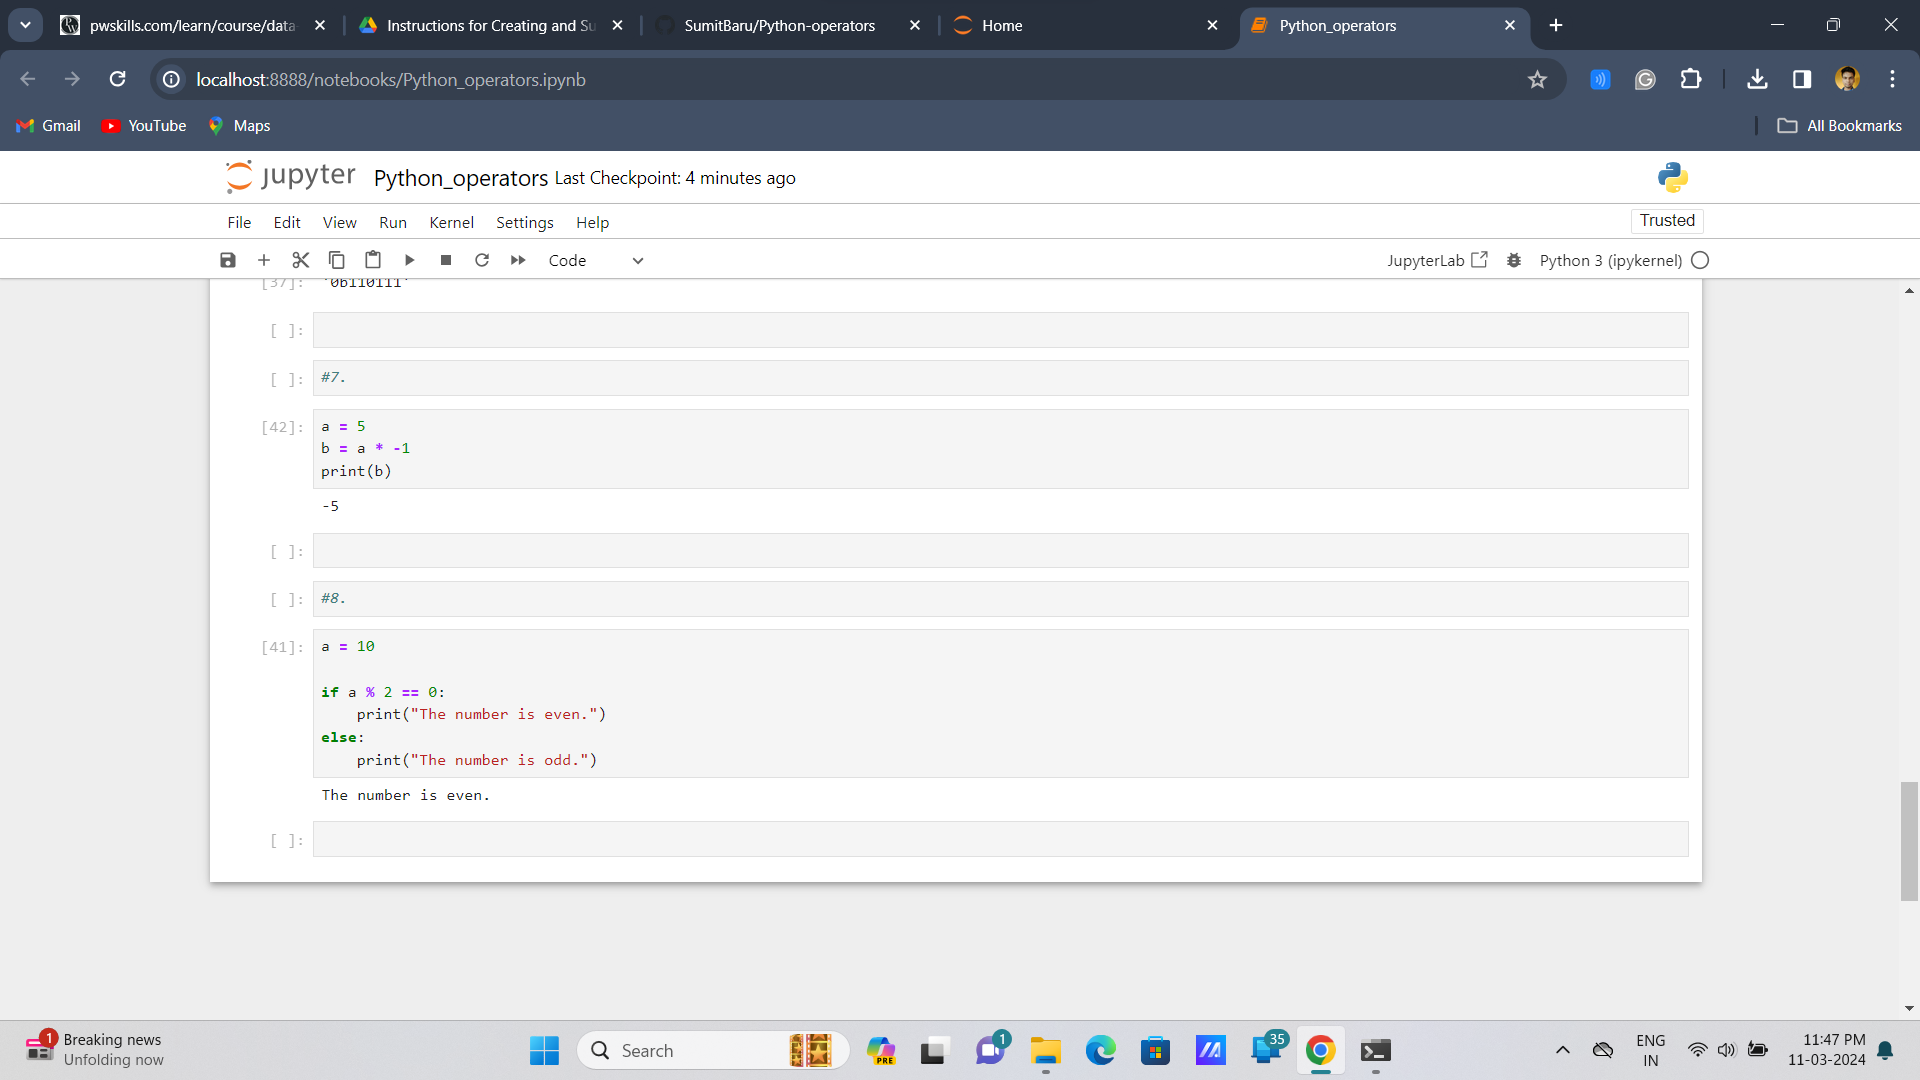 pwskills.com/learn/course/data-
Instructions for Creating and Su
SumitBaru/Python-operators
Home
Python_operators
localhost:8888/notebooks/Python_operators.ipynb
Gmail
YouTube
Maps
All Bookmarks
jupyter
Python_operators Last Checkpoint: 4 minutes ago
File Edit View Run Kernel Settings Help
Trusted
Code
JupyterLab
Python 3 (ipykernel)
[37]: '0b110111'
[ ]:
[ ]: #7.
[42]: a = 5
b = a * -1
print(b)
-5
[ ]:
[ ]: #8.
[41]: a = 10
if a % 2 == 0:
print("The number is even.")
else:
print("The number is odd.")
The number is even.
[ ]:
1
Breaking news
Unfolding now
Search
PRE
1
35
ENG
IN
11:47 PM
11-03-2024